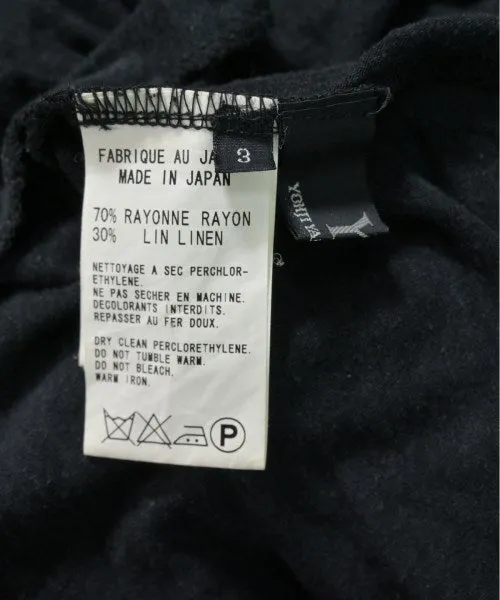 3
FABRIQUE AU JA
MADE IN JAPAN
70% RAYONNE RAYON
30% LIN LINEN
NETTOYAGE A SEC PERCHLOR-
ETHYLENE.
NE PAS SECHER EN MACHINE.
DECOLORANTS INTERDITS.
REPASSER AU FER DOUX.
DRY CLEAN PERCLORETHYLENE.
DO NOT TUMBLE WARM.
DO NOT BLEACH.
WARM IRON.
P
YOHJI YA